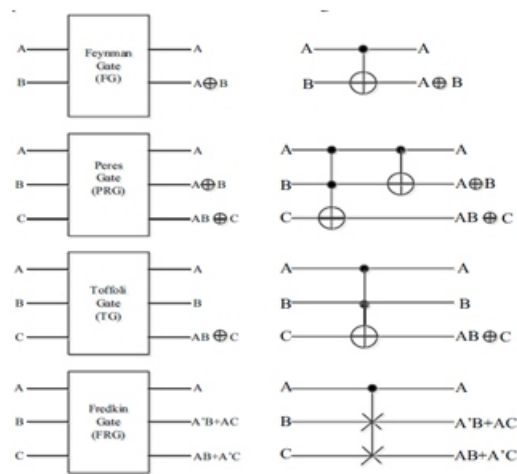 A A A A
Feynman
Gate
(FG)
B A⊕B B A⊕B
A A A A
Peres
Gate
(PRG)
B A⊕B B A⊕B
C AB⊕C C AB⊕C
A A A A
Toffoli
Gate
(TG)
B B B B
C AB⊕C C AB⊕C
A A A A
Fredkin
Gate
(FRG)
B A'B+AC B A'B+AC
C AB+A'C C AB+A'C